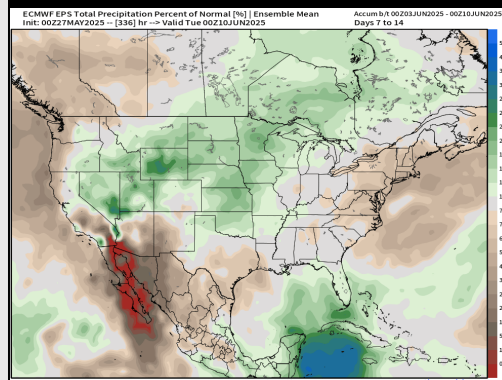 ECMWF EPS Total Precipitation Percent of Normal [%] | Ensemble Mean
Init: 00Z27MAY2025 -- [336] hr --> Valid Tue 00Z10JUN2025
Accum b/t 00Z03JUN2025 - 00Z10JUN2025
Days 7 to 14